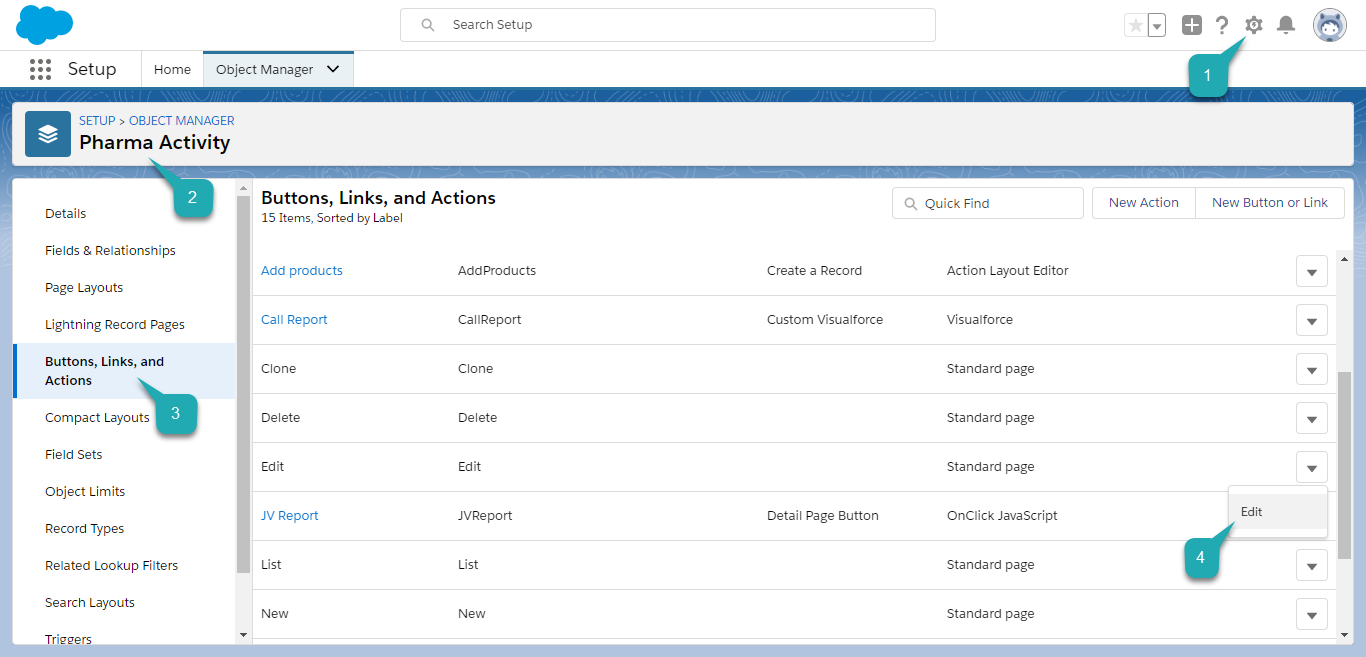 Search Setup
1
Setup
Home
Object Manager
SETUP > OBJECT MANAGER
Pharma Activity
2
Details
Fields & Relationships
Page Layouts
Lightning Record Pages
Buttons, Links, and
Actions
3
Compact Layouts
Field Sets
Object Limits
Record Types
Related Lookup Filters
Search Layouts
Triggers
Buttons, Links, and Actions
15 Items, Sorted by Label
Quick Find
New Action
New Button or Link
Add products AddProducts Create a Record Action Layout Editor
Call Report CallReport Custom Visualforce Visualforce
Clone Clone Standard page
Delete Delete Standard page
Edit Edit Standard page
JV Report JVReport Detail Page Button OnClick JavaScript
Edit
4
List List Standard page
New New Standard page